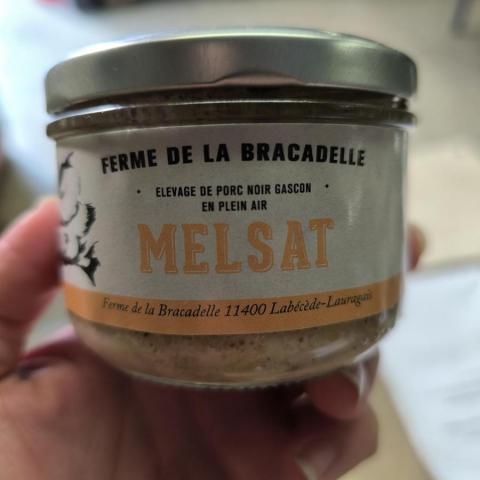 FERME DE LA BRACADELLE
• ELEVAGE DE PORC NOIR GASCON •
EN PLEIN AIR
MELSAT
Ferme de la Bracadelle 11400 Labécède-Lauragais